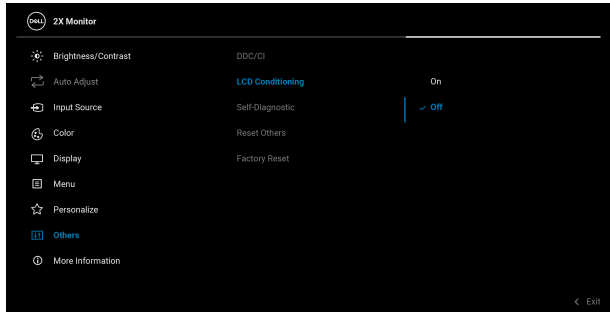 DELL 2X Monitor
Brightness/Contrast DDC/CI
Auto Adjust LCD Conditioning On
Input Source Self-Diagnostic Off
Color Reset Others
Display Factory Reset
Menu
Personalize
Others
More Information
Exit